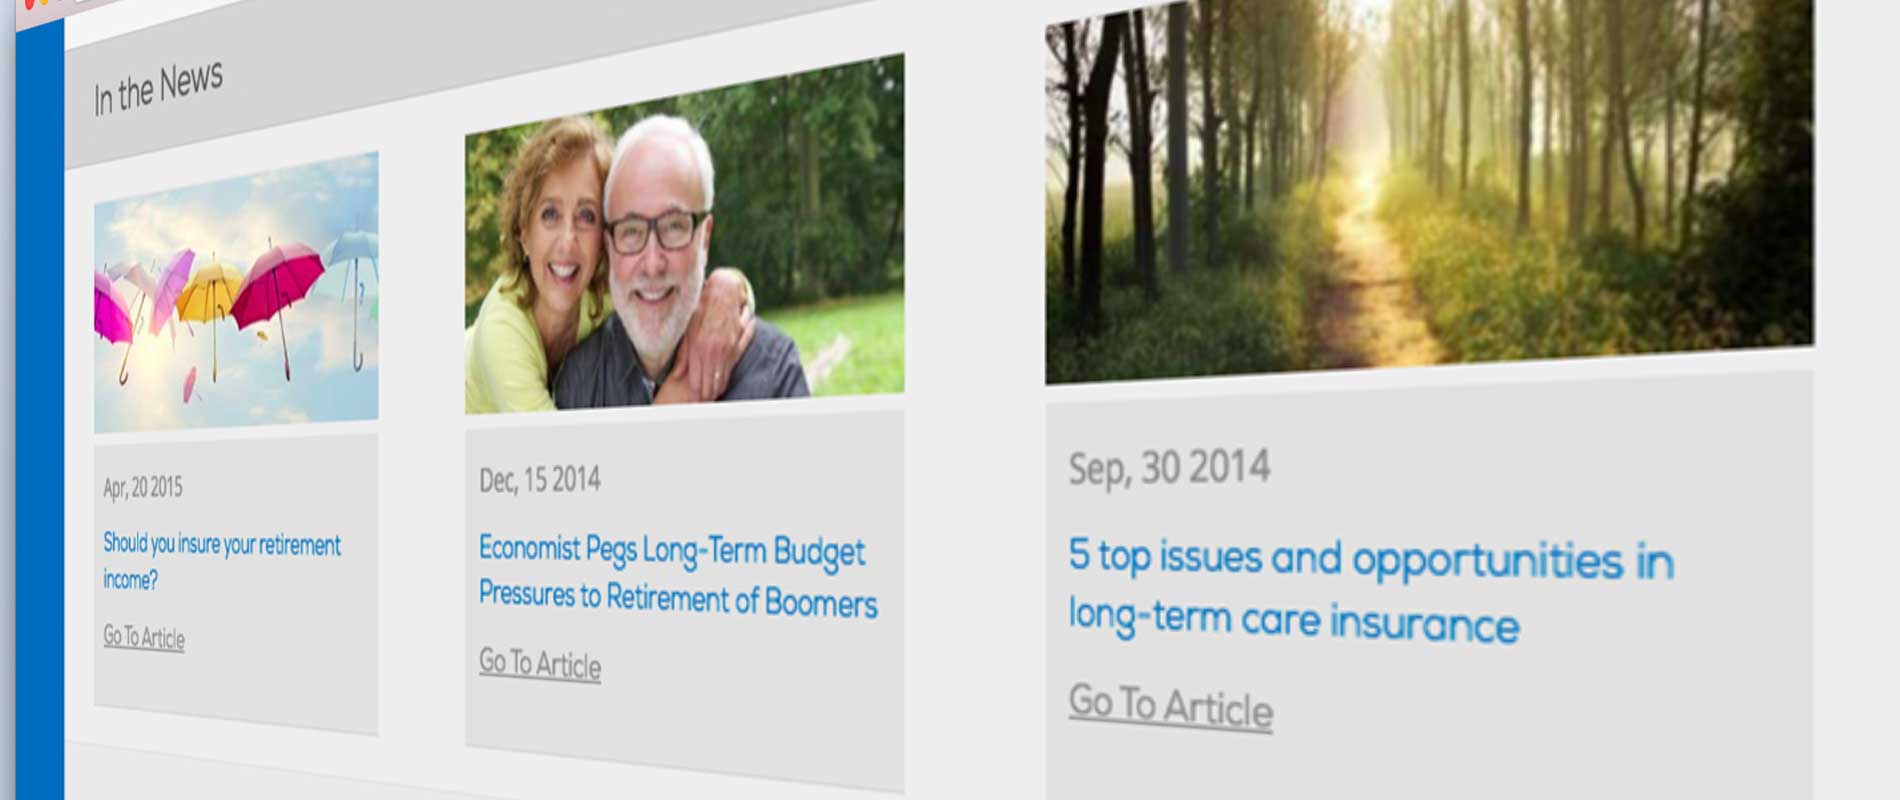 In the News
Apr, 20 2015
Should you insure your retirement
income?
Go To Article
Dec, 15 2014
Economist Pegs Long-Term Budget
Pressures to Retirement of Boomers
Go To Article
Sep, 30 2014
5 top issues and opportunities in
long-term care insurance
Go To Article